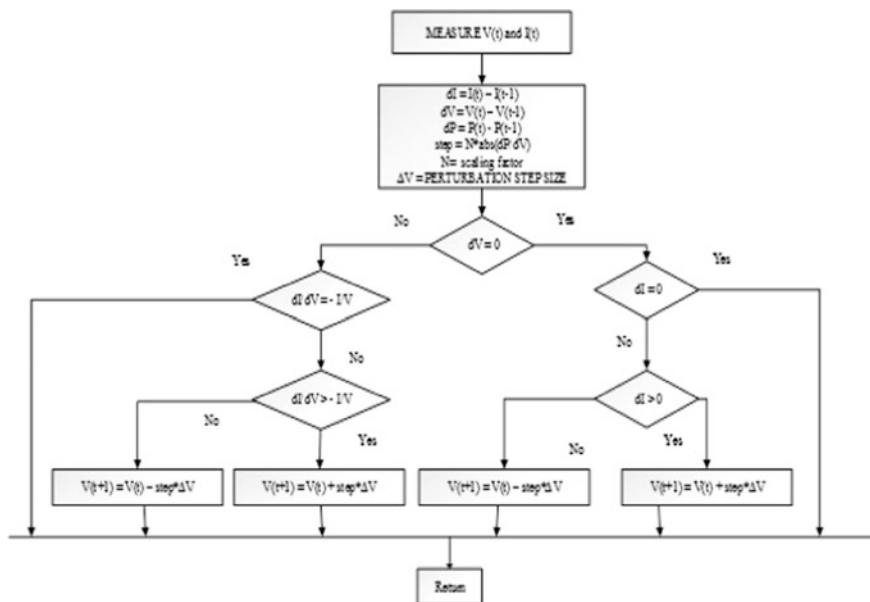 MEASURE V(t) and I(t)
dI = I(t) – I(t-1)
dV = V(t) – V(t-1)
dP = P(t) - P(t-1)
step = N*abs(dP/dV)
N= scaling factor
ΔV = PERTURBATION STEP SIZE
No
Yes
dV = 0
Yes
Yes
dI/dV = - I/V
dI = 0
No
No
dI/dV > - I/V
dI > 0
No
Yes
No
Yes
V(t+1) = V(t) – step*ΔV
V(t+1) = V(t) + step*ΔV
V(t+1) = V(t) – step*ΔV
V(t+1) = V(t) + step*ΔV
Return